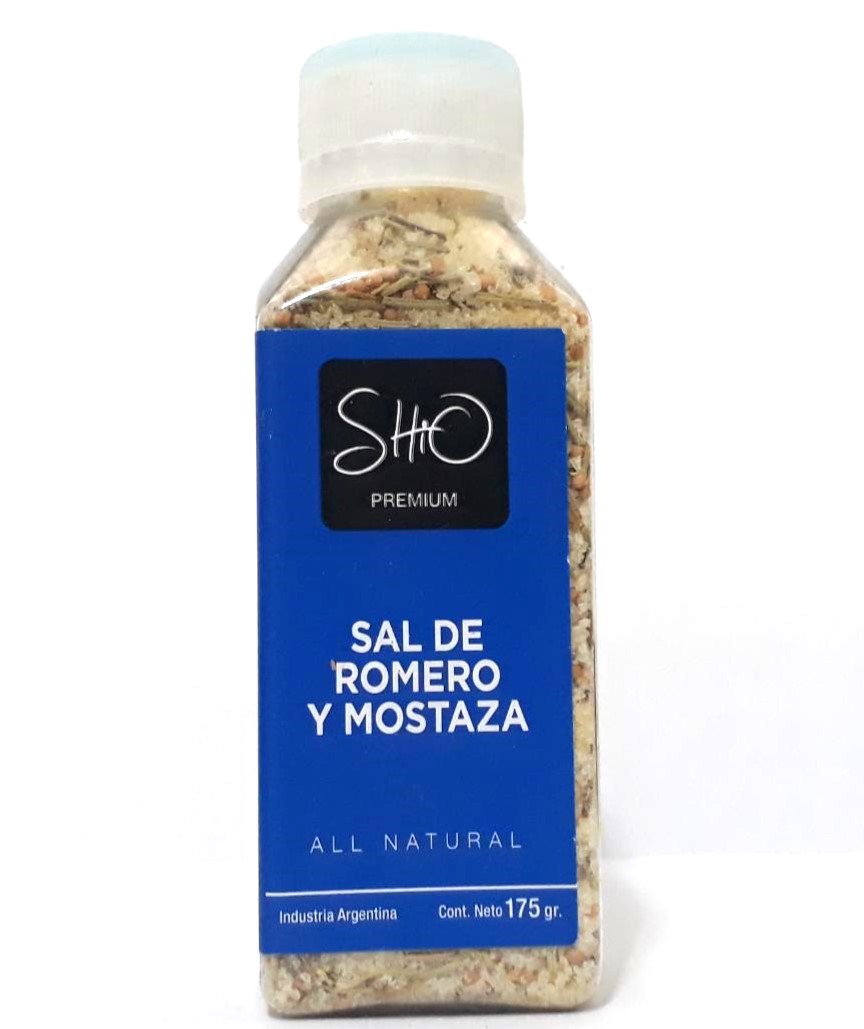 SHiO
PREMIUM
SAL DE
ROMERO
Y MOSTAZA
ALL NATURAL
Industria Argentina Cont. Neto 175 gr.